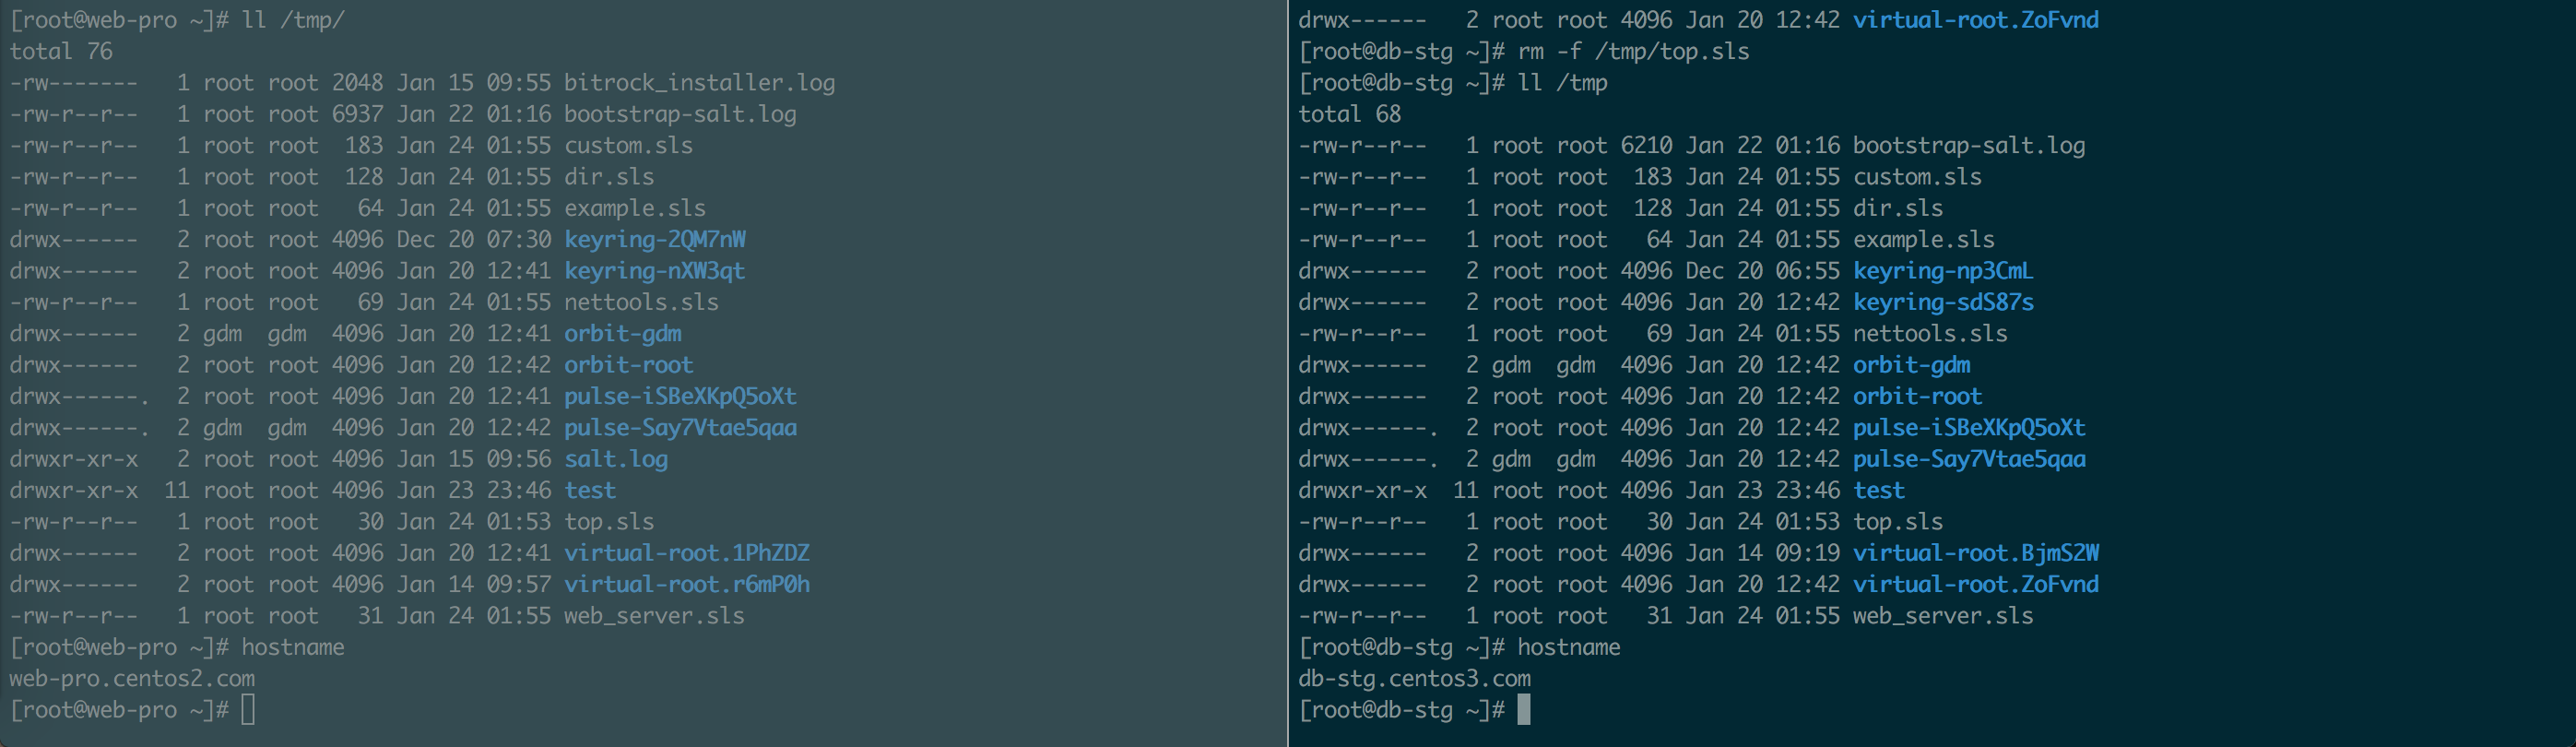 [root@web-pro ~]# ll /tmp/
total 76
-rw-------   1 root root 2048 Jan 15 09:55 bitrock_installer.log
-rw-r--r--   1 root root 6937 Jan 22 01:16 bootstrap-salt.log
-rw-r--r--   1 root root  183 Jan 24 01:55 custom.sls
-rw-r--r--   1 root root  128 Jan 24 01:55 dir.sls
-rw-r--r--   1 root root   64 Jan 24 01:55 example.sls
drwx------   2 root root 4096 Dec 20 07:30 keyring-2QM7nW
drwx------   2 root root 4096 Jan 20 12:41 keyring-nXW3qt
-rw-r--r--   1 root root   69 Jan 24 01:55 nettools.sls
drwx------   2 gdm  gdm  4096 Jan 20 12:41 orbit-gdm
drwx------   2 root root 4096 Jan 20 12:42 orbit-root
drwx------.  2 root root 4096 Jan 20 12:41 pulse-iSBeXKpQ5oXt
drwx------.  2 gdm  gdm  4096 Jan 20 12:42 pulse-Say7Vtae5qaa
drwxr-xr-x   2 root root 4096 Jan 15 09:56 salt.log
drwxr-xr-x  11 root root 4096 Jan 23 23:46 test
-rw-r--r--   1 root root   30 Jan 24 01:53 top.sls
drwx------   2 root root 4096 Jan 20 12:41 virtual-root.1PhZDZ
drwx------   2 root root 4096 Jan 14 09:57 virtual-root.r6mP0h
-rw-r--r--   1 root root   31 Jan 24 01:55 web_server.sls
[root@web-pro ~]# hostname
web-pro.centos2.com
[root@web-pro ~]#
drwx------   2 root root 4096 Jan 20 12:42 virtual-root.ZoFvnd
[root@db-stg ~]# rm -f /tmp/top.sls
[root@db-stg ~]# ll /tmp
total 68
-rw-r--r--   1 root root 6210 Jan 22 01:16 bootstrap-salt.log
-rw-r--r--   1 root root  183 Jan 24 01:55 custom.sls
-rw-r--r--   1 root root  128 Jan 24 01:55 dir.sls
-rw-r--r--   1 root root   64 Jan 24 01:55 example.sls
drwx------   2 root root 4096 Dec 20 06:55 keyring-np3CmL
drwx------   2 root root 4096 Jan 20 12:42 keyring-sdS87s
-rw-r--r--   1 root root   69 Jan 24 01:55 nettools.sls
drwx------   2 gdm  gdm  4096 Jan 20 12:42 orbit-gdm
drwx------   2 root root 4096 Jan 20 12:42 orbit-root
drwx------.  2 root root 4096 Jan 20 12:42 pulse-iSBeXKpQ5oXt
drwx------.  2 gdm  gdm  4096 Jan 20 12:42 pulse-Say7Vtae5qaa
drwxr-xr-x  11 root root 4096 Jan 23 23:46 test
-rw-r--r--   1 root root   30 Jan 24 01:53 top.sls
drwx------   2 root root 4096 Jan 14 09:19 virtual-root.BjmS2W
drwx------   2 root root 4096 Jan 20 12:42 virtual-root.ZoFvnd
-rw-r--r--   1 root root   31 Jan 24 01:55 web_server.sls
[root@db-stg ~]# hostname
db-stg.centos3.com
[root@db-stg ~]#